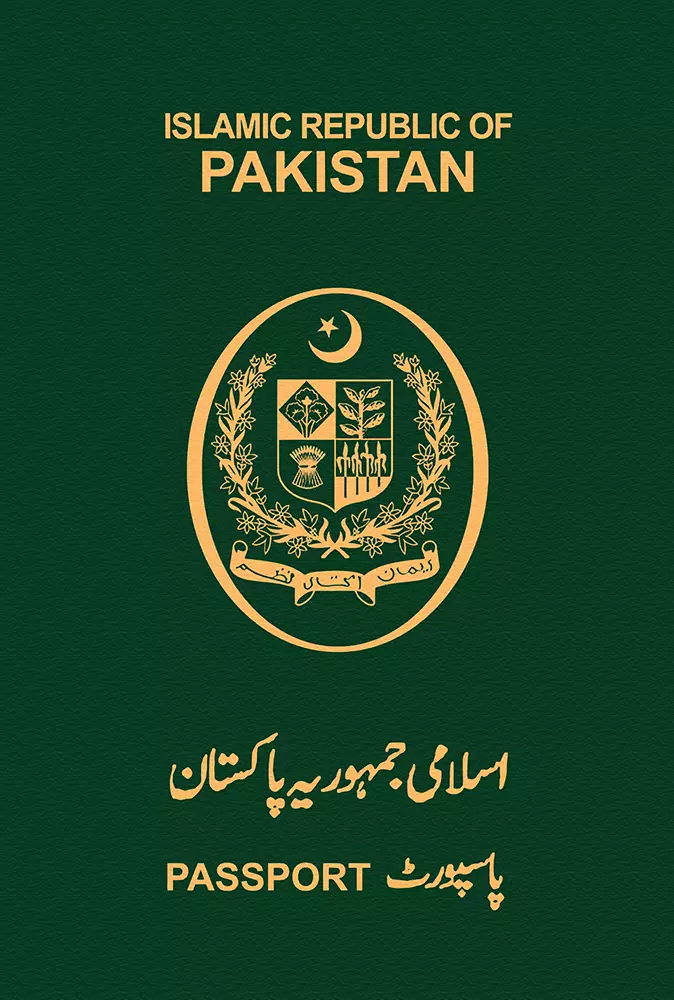 ISLAMIC REPUBLIC OF
PAKISTAN
ایمان اتحاد نظم
اسلامی جمہوریہ پاکستان
PASSPORT پاسپورٹ